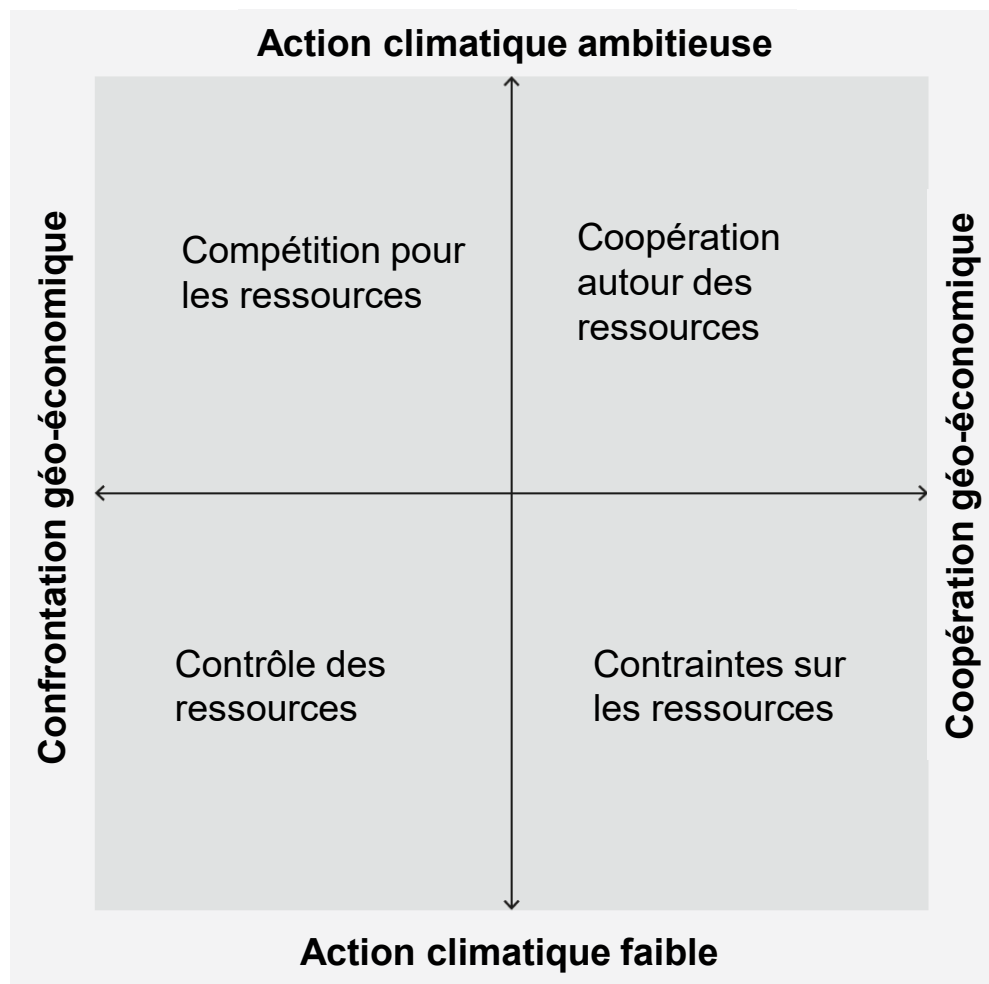 Action climatique ambitieuse
Confrontation géo-économique
Compétition pour
les ressources
Coopération
autour des
ressources
Coopération géo-économique
Contrôle des
ressources
Contraintes sur
les ressources
Action climatique faible